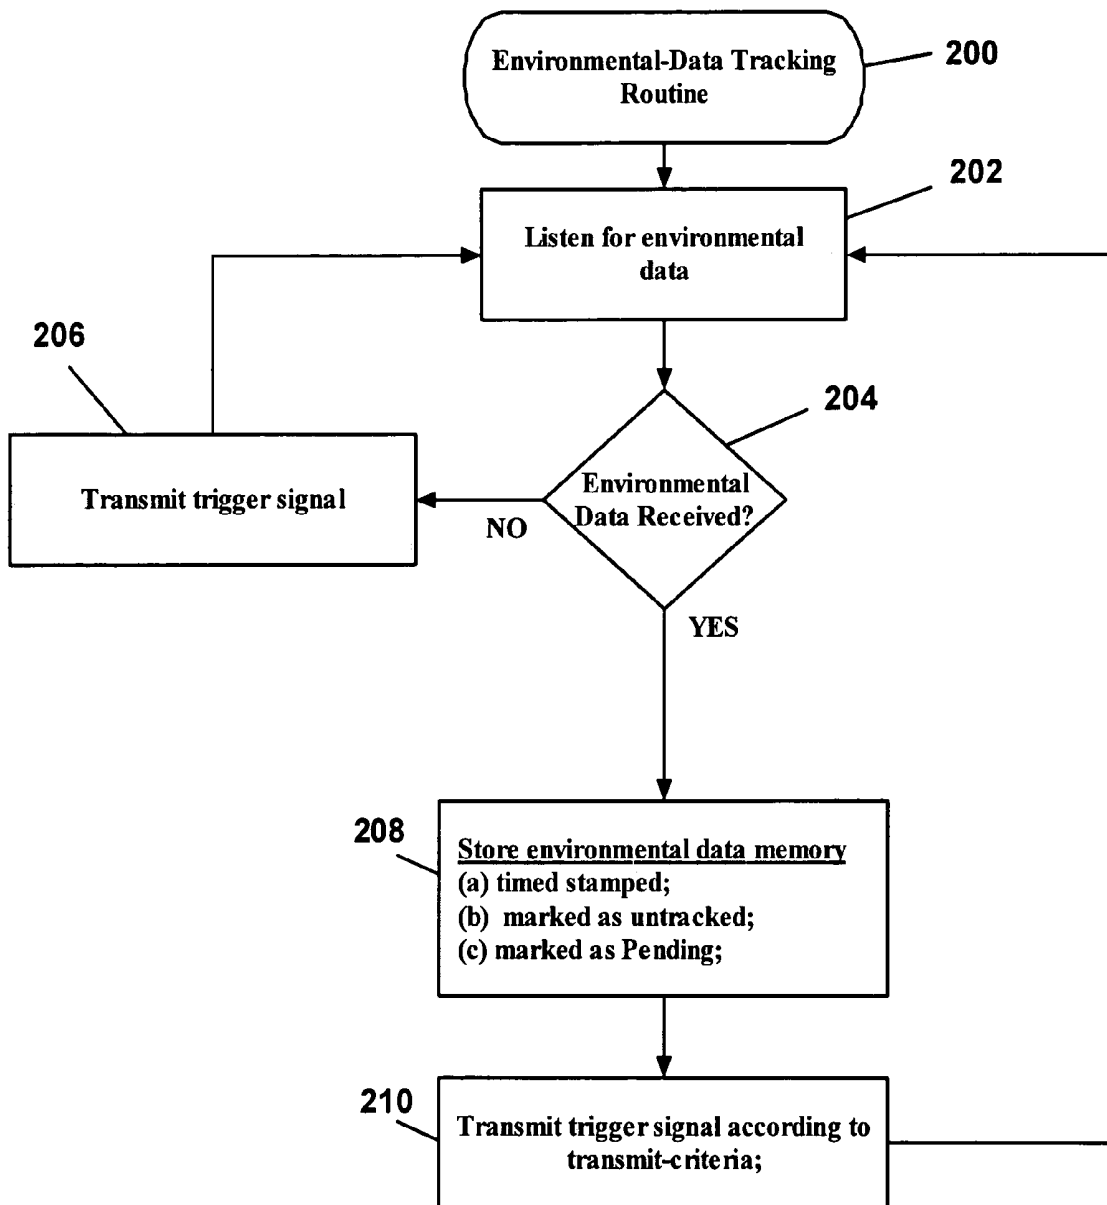 Environmental-Data Tracking
Routine
200
202
Listen for environmental
data
206
204
Transmit trigger signal
Environmental
Data Received?
NO
YES
208
Store environmental data memory
(a) timed stamped;
(b) marked as untracked;
(c) marked as Pending;
210
Transmit trigger signal according to
transmit-criteria;